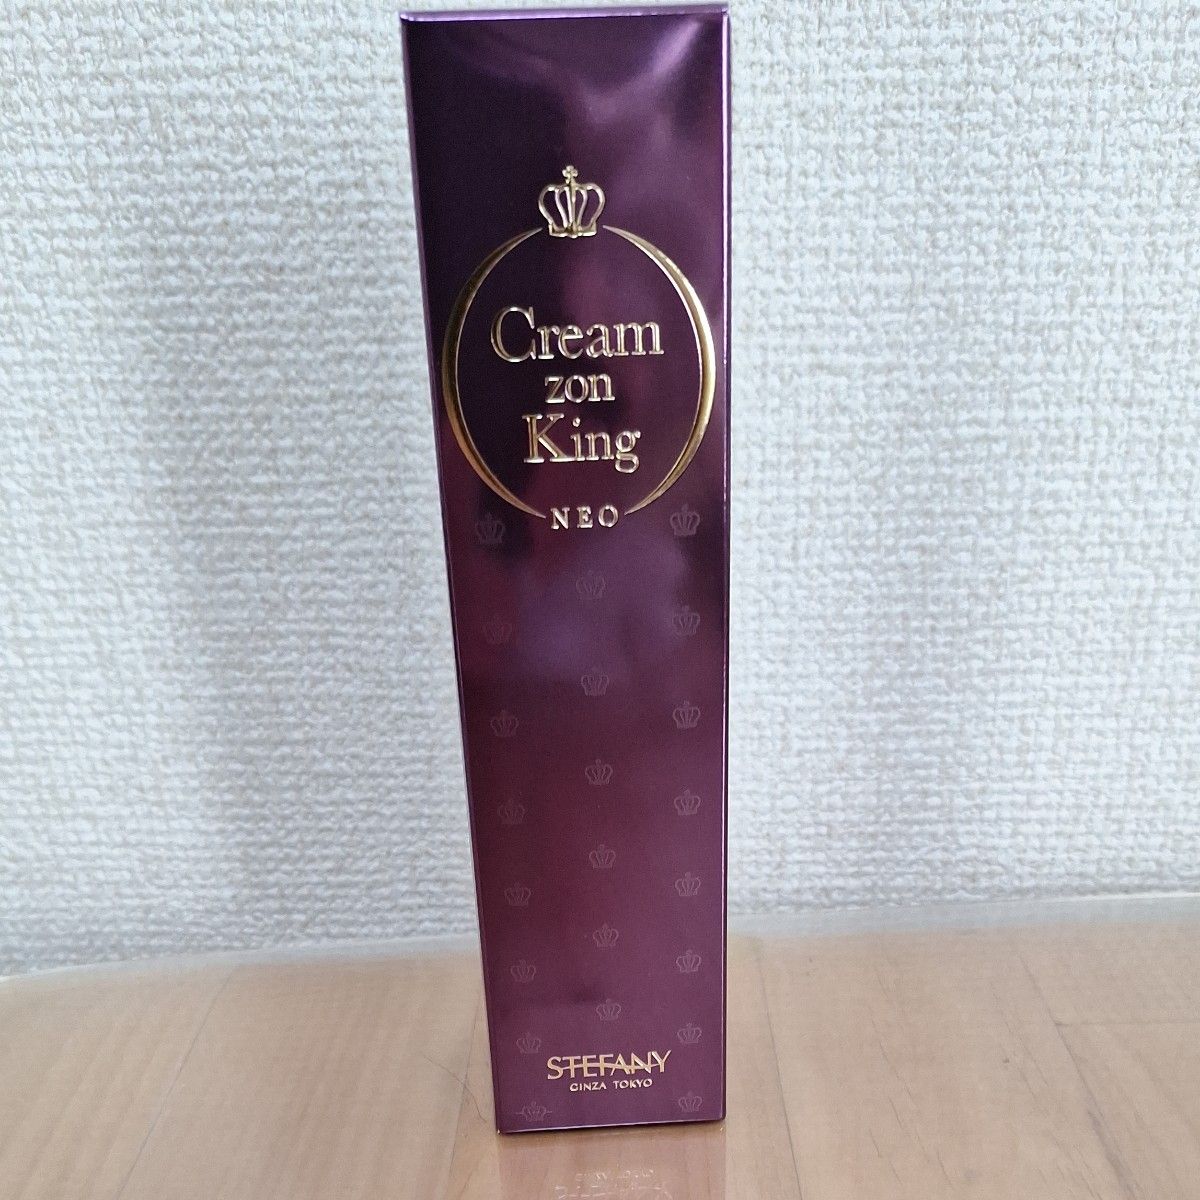 Cream
zon
King
NEO
STEFANY
GINZA TOKYO